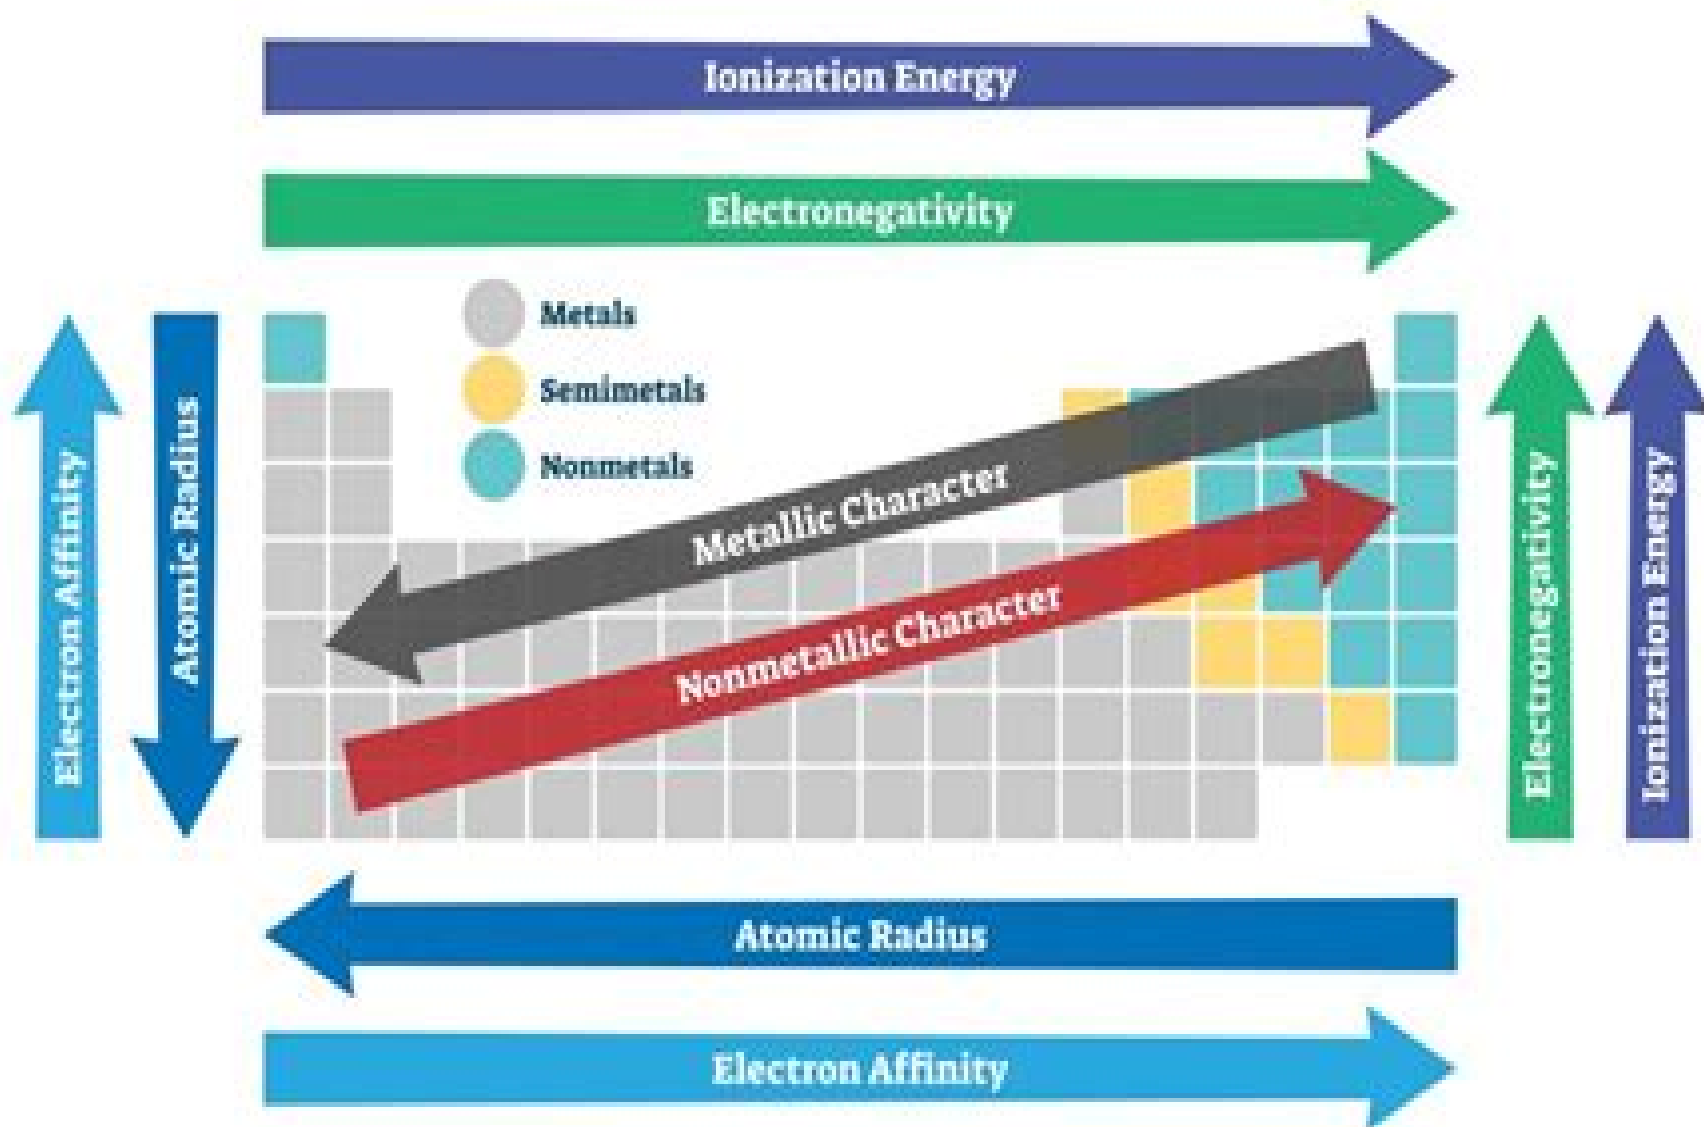 Ionization Energy
Electronegativity
Metals
Semimetals
Nonmetals
Electron Affinity
Atomic Radius
Metallic Character
Nonmetallic Character
Electronegativity
Ionization Energy
Atomic Radius
Electron Affinity